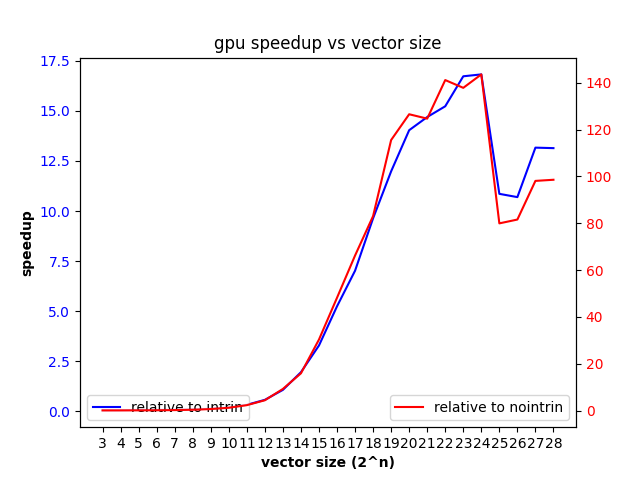 gpu speedup vs vector size
17.5
15.0
12.5
10.0
7.5
5.0
2.5
0.0
speedup
140
120
100
80
60
40
20
0
relative to intrin
relative to nointrin
3 4 5 6 7 8 9 10 11 12 13 14 15 16 17 18 19 20 21 22 23 24 25 26 27 28
vector size (2^n)